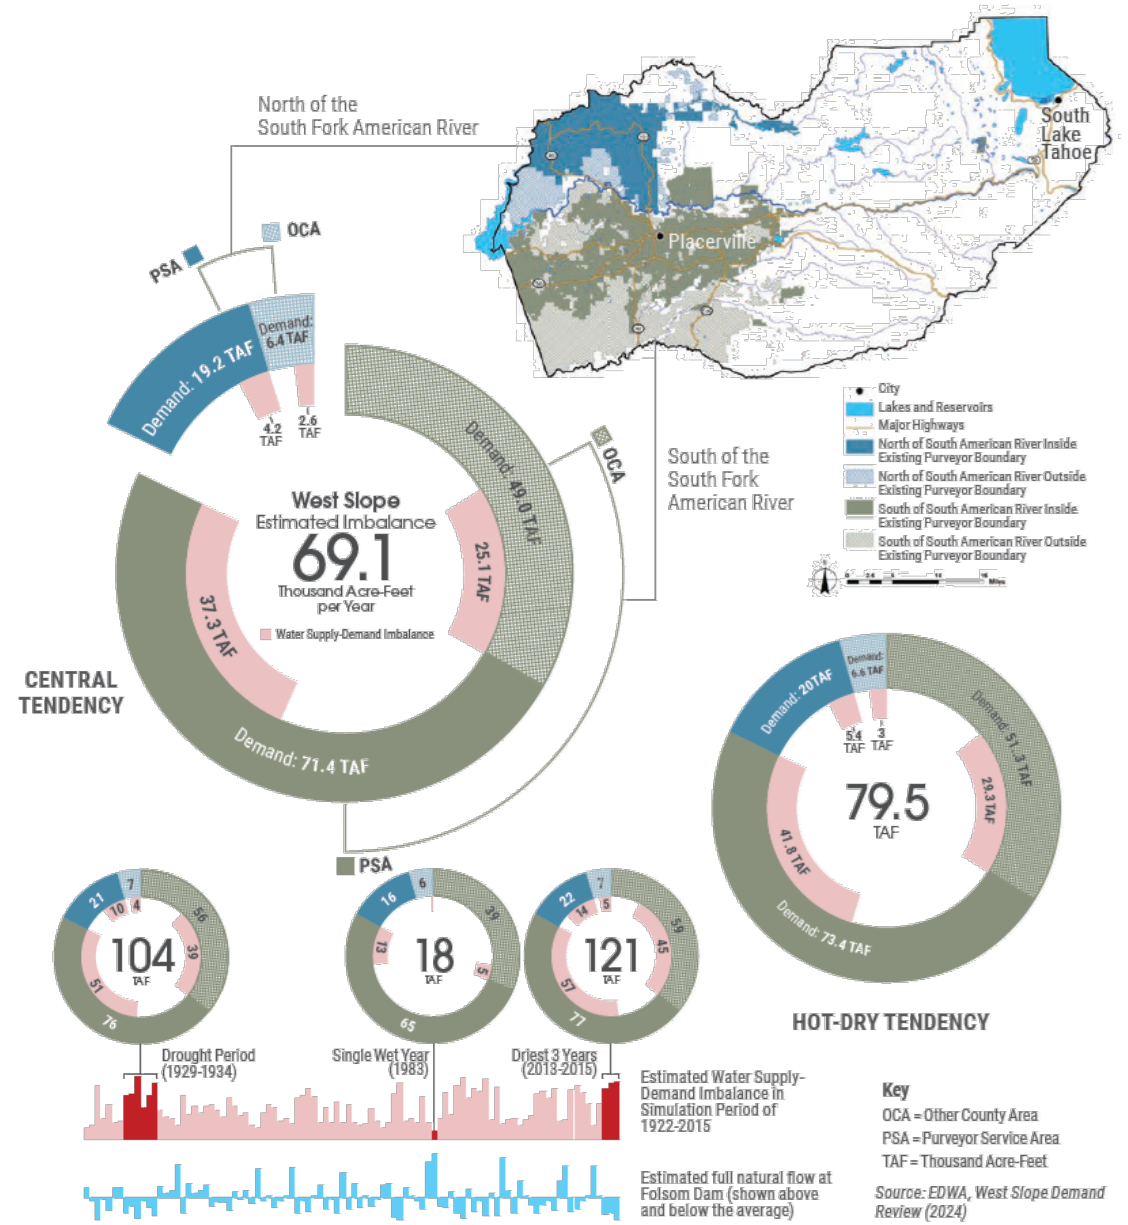 North of the
South Fork American River
South
Lake
Tahoe
Placerville
OCA
PSA
Demand:
6.4 TAF
Demand: 19.2 TAF
4.2
TAF
2.6
TAF
Demand: 49.0 TAF
OCA
West Slope
Estimated Imbalance
69.1
Thousand Acre-Feet
per Year
Water Supply-Demand Imbalance
25.1 TAF
37.3 TAF
Demand: 71.4 TAF
CENTRAL
TENDENCY
PSA
South of the
South Fork
American River
City
Lakes and Reservoirs
Major Highways
North of South American River Inside
Existing Purveyor Boundary
North of South American River Outside
Existing Purveyor Boundary
South of South American River Inside
Existing Purveyor Boundary
South of South American River Outside
Existing Purveyor Boundary
Miles
Demand: 20TAF
Demand:
6.6 TAF
Demand: 51.3 TAF
5.4
TAF
3
TAF
79.5
TAF
29.3 TAF
41.8 TAF
Demand: 73.4 TAF
HOT-DRY TENDENCY
21
7
10
4
56
104
TAF
39
51
76
16
6
39
13
18
TAF
5
65
22
7
14
5
59
121
TAF
45
57
77
Drought Period
(1929-1934)
Single Wet Year
(1983)
Driest 3 Years
(2013-2015)
Estimated Water Supply-
Demand Imbalance in
Simulation Period of
1922-2015
Estimated full natural flow at
Folsom Dam (shown above
and below the average)
Key
OCA = Other County Area
PSA = Purveyor Service Area
TAF = Thousand Acre-Feet
Source: EDWA, West Slope Demand
Review (2024)